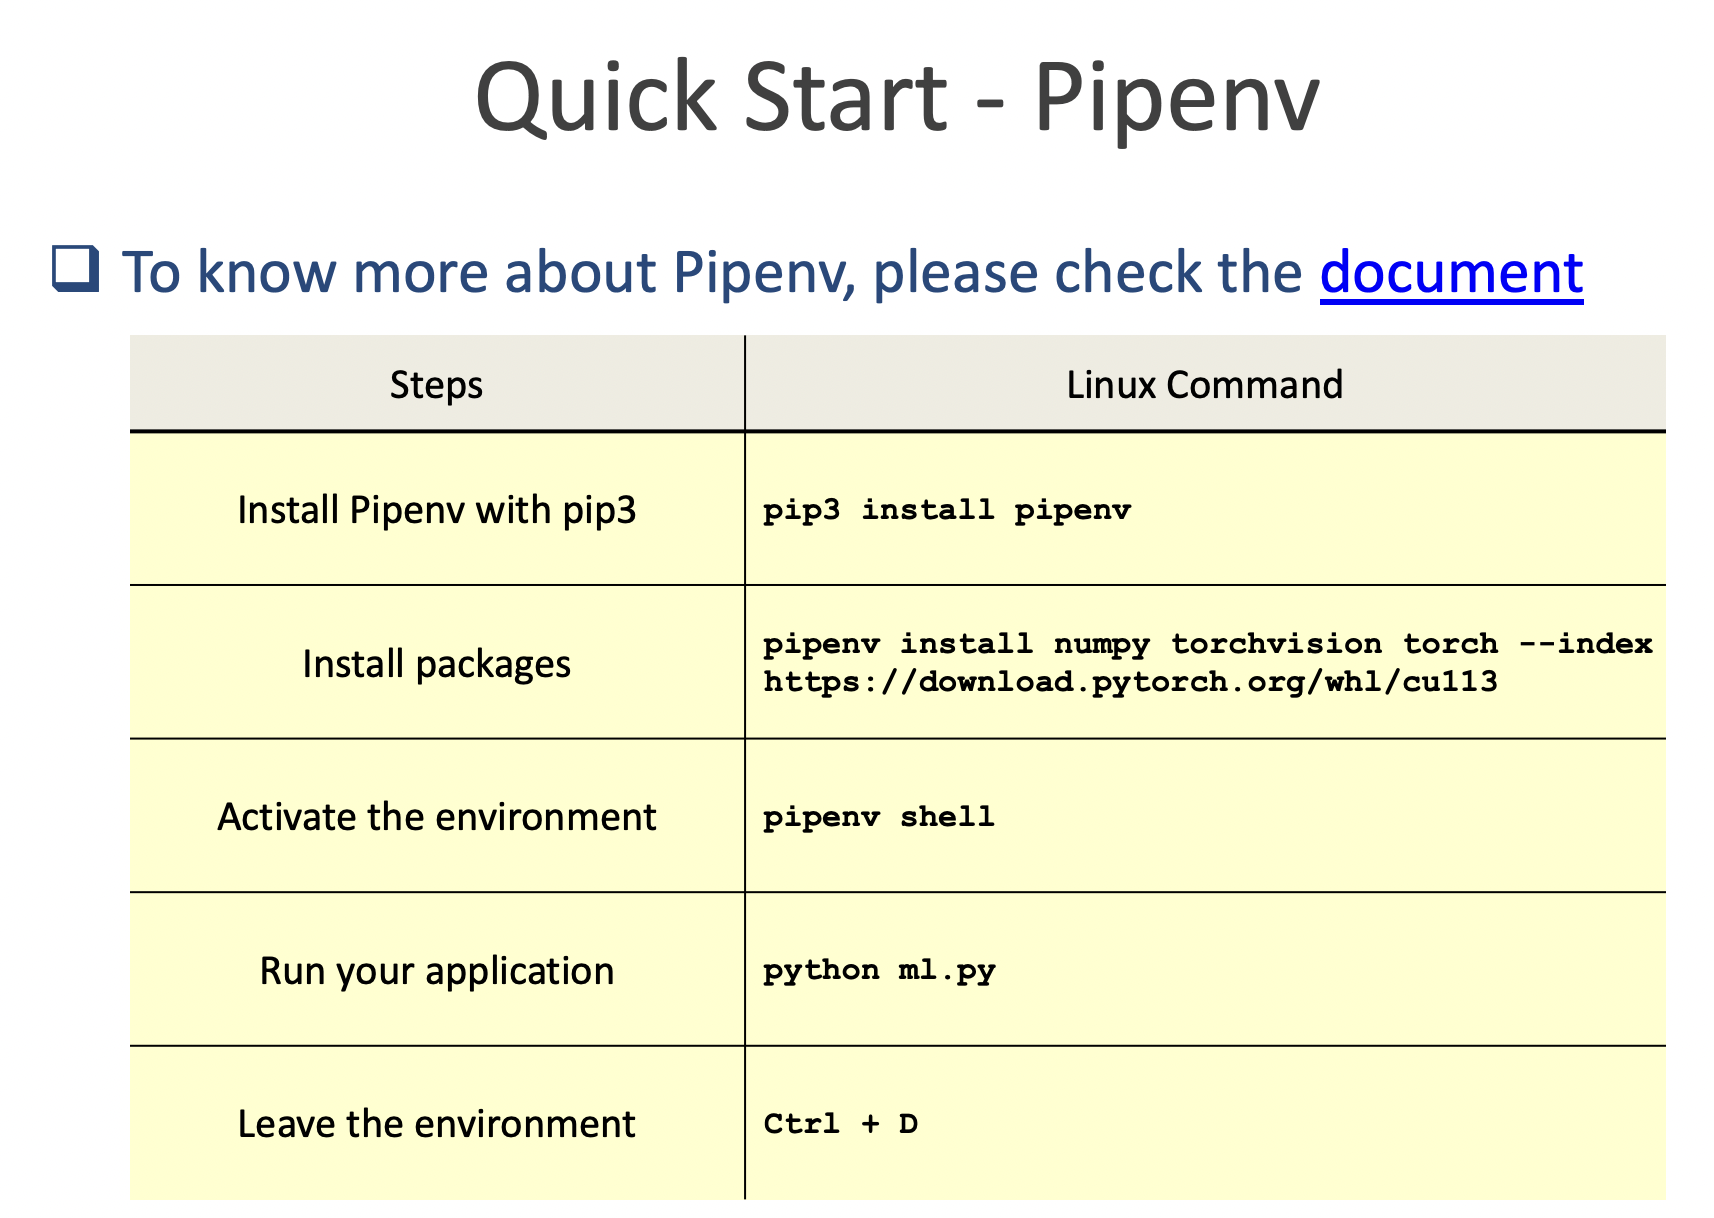 Quick Start - Pipenv
To know more about Pipenv, please check the document
Steps
Linux Command
Install Pipenv with pip3
pip3 install pipenv
Install packages
pipenv install numpy torchvision torch --index
https://download.pytorch.org/whl/cu113
Activate the environment
pipenv shell
Run your application
python ml.py
Leave the environment
Ctrl + D